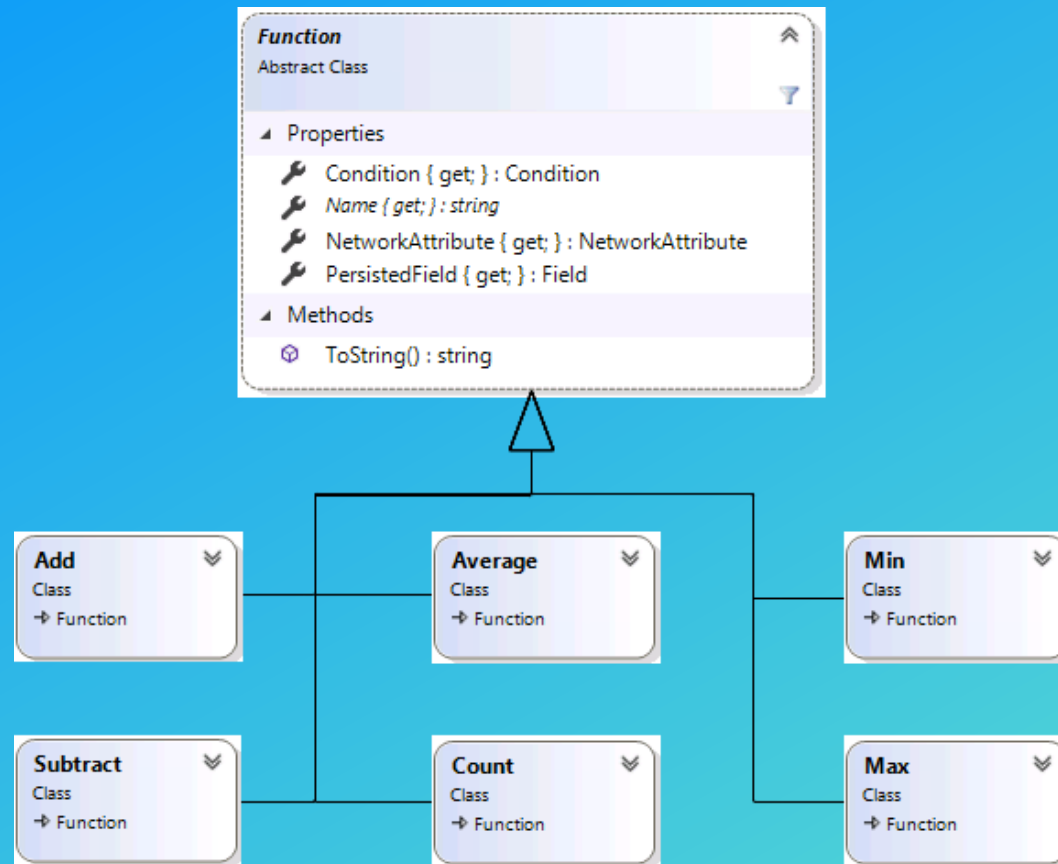 Function
Abstract Class
Properties
Condition { get; } : Condition
Name { get; } : string
NetworkAttribute { get; } : NetworkAttribute
PersistedField { get; } : Field
Methods
ToString() : string
Add
Class
Function
Average
Class
Function
Min
Class
Function
Subtract
Class
Function
Count
Class
Function
Max
Class
Function